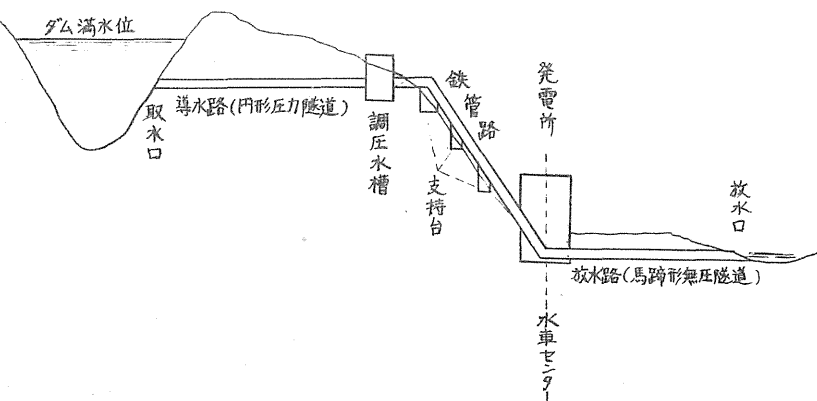 ダム満水位
取水口
導水路(円形圧力隧道)
調圧水槽
鉄管路
支持台
発電所
水車センター
放水口
放水路(馬蹄形無圧隧道)